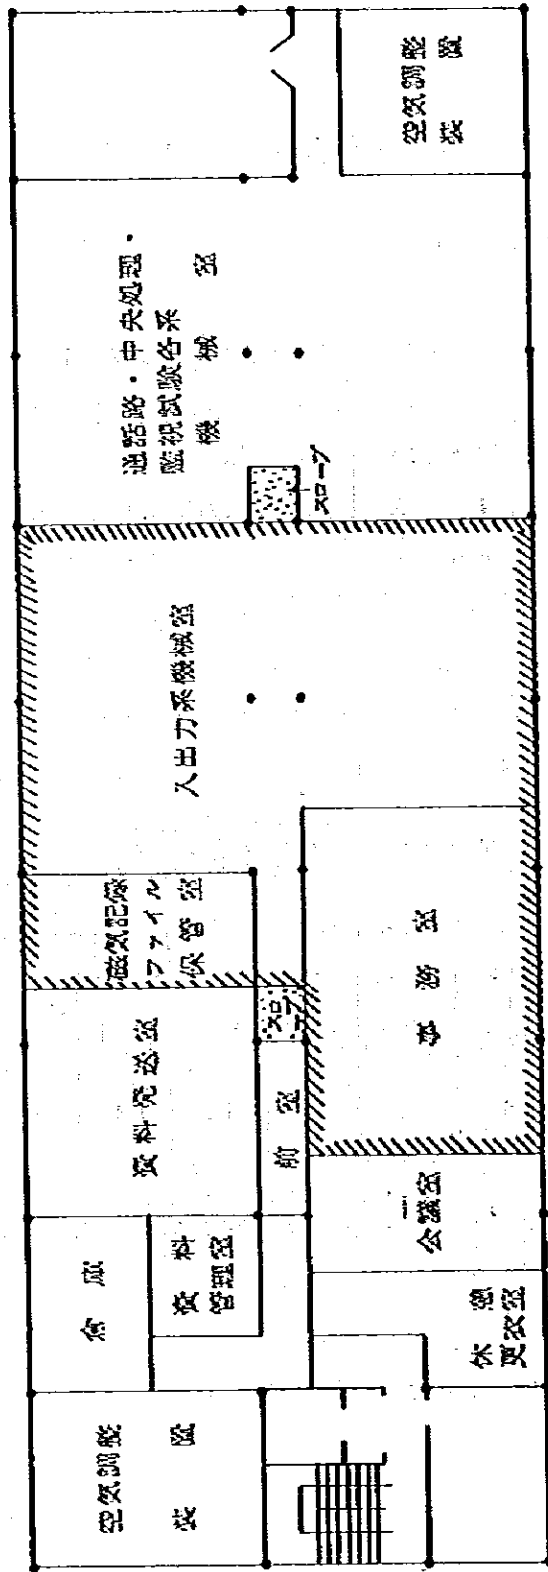 空気調整
装置
通話路・中央処理・
監視試験各系
機械室
スロープ
入出力系機械室
磁気記録
ファイル
保管室
スロープ
事務室
資料発送室
前室
会議室
倉庫
資料
管理室
休憩
更衣室
空気調整
装置